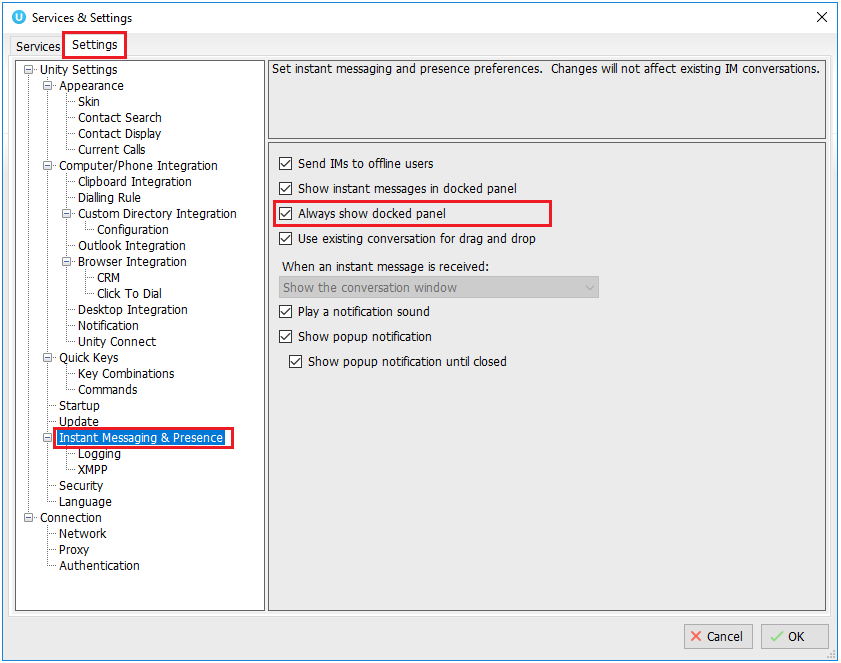 U Services & Settings
Services Settings
Unity Settings
Appearance
Skin
Contact Search
Contact Display
Current Calls
Computer/Phone Integration
Clipboard Integration
Dialling Rule
Custom Directory Integration
Configuration
Outlook Integration
Browser Integration
CRM
Click To Dial
Desktop Integration
Notification
Unity Connect
Quick Keys
Key Combinations
Commands
Startup
Update
Instant Messaging & Presence
Logging
XMPP
Security
Language
Connection
Network
Proxy
Authentication
Set instant messaging and presence preferences. Changes will not affect existing IM conversations.
Send IMs to offline users
Show instant messages in docked panel
Always show docked panel
Use existing conversation for drag and drop
When an instant message is received:
Show the conversation window
Play a notification sound
Show popup notification
Show popup notification until closed
Cancel OK